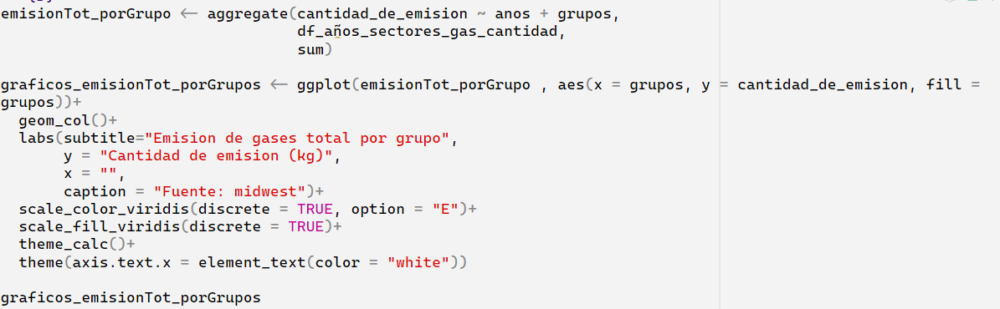 emisionTot_porGrupo <- aggregate(cantidad_de_emision ~ anos + grupos,
                                 df_años_sectores_gas_cantidad,
                                 sum)
graficos_emisionTot_porGrupos <- ggplot(emisionTot_porGrupo , aes(x = grupos, y = cantidad_de_emision, fill =
grupos))+
  geom_col()+
  labs(subtitle="Emision de gases total por grupo",
       y = "Cantidad de emision (kg)",
       x = "",
       caption = "Fuente: midwest")+
  scale_color_viridis(discrete = TRUE, option = "E")+
  scale_fill_viridis(discrete = TRUE)+
  theme_calc()+
  theme(axis.text.x = element_text(color = "white"))
graficos_emisionTot_porGrupos